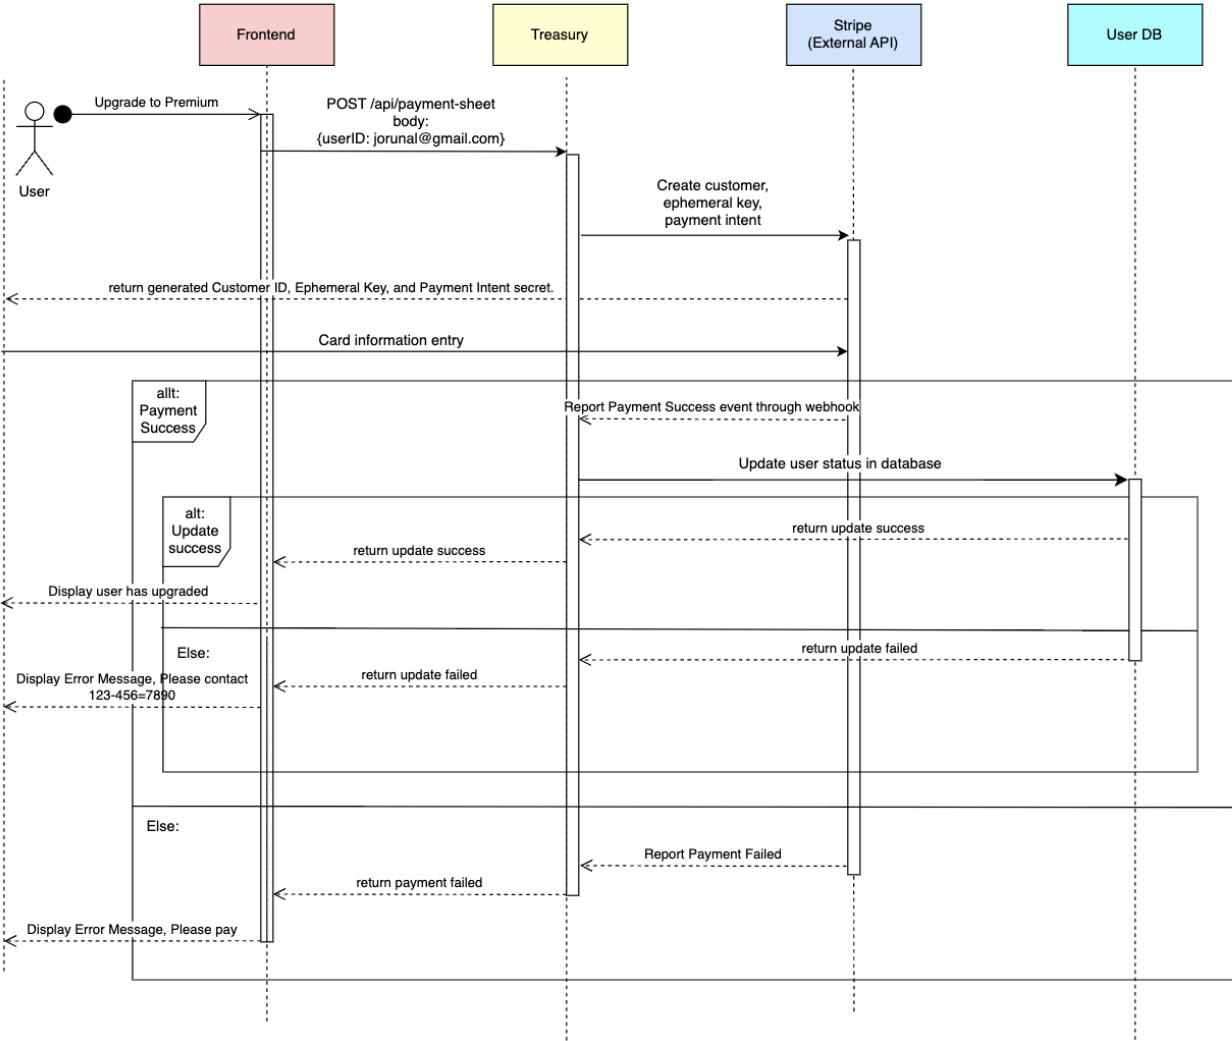 Frontend
Treasury
Stripe
(External API)
User DB
Upgrade to Premium
POST /api/payment-sheet
body:
{userID: jorunal@gmail.com}
User
Create customer,
ephemeral key,
payment intent
return generated Customer ID, Ephemeral Key, and Payment Intent secret.
Card information entry
allt:
Payment
Success
Report Payment Success event through webhook
Update user status in database
alt:
Update
success
return update success
return update success
Display user has upgraded
Else:
return update failed
return update failed
Display Error Message, Please contact
123-456=7890
Else:
Report Payment Failed
return payment failed
Display Error Message, Please pay